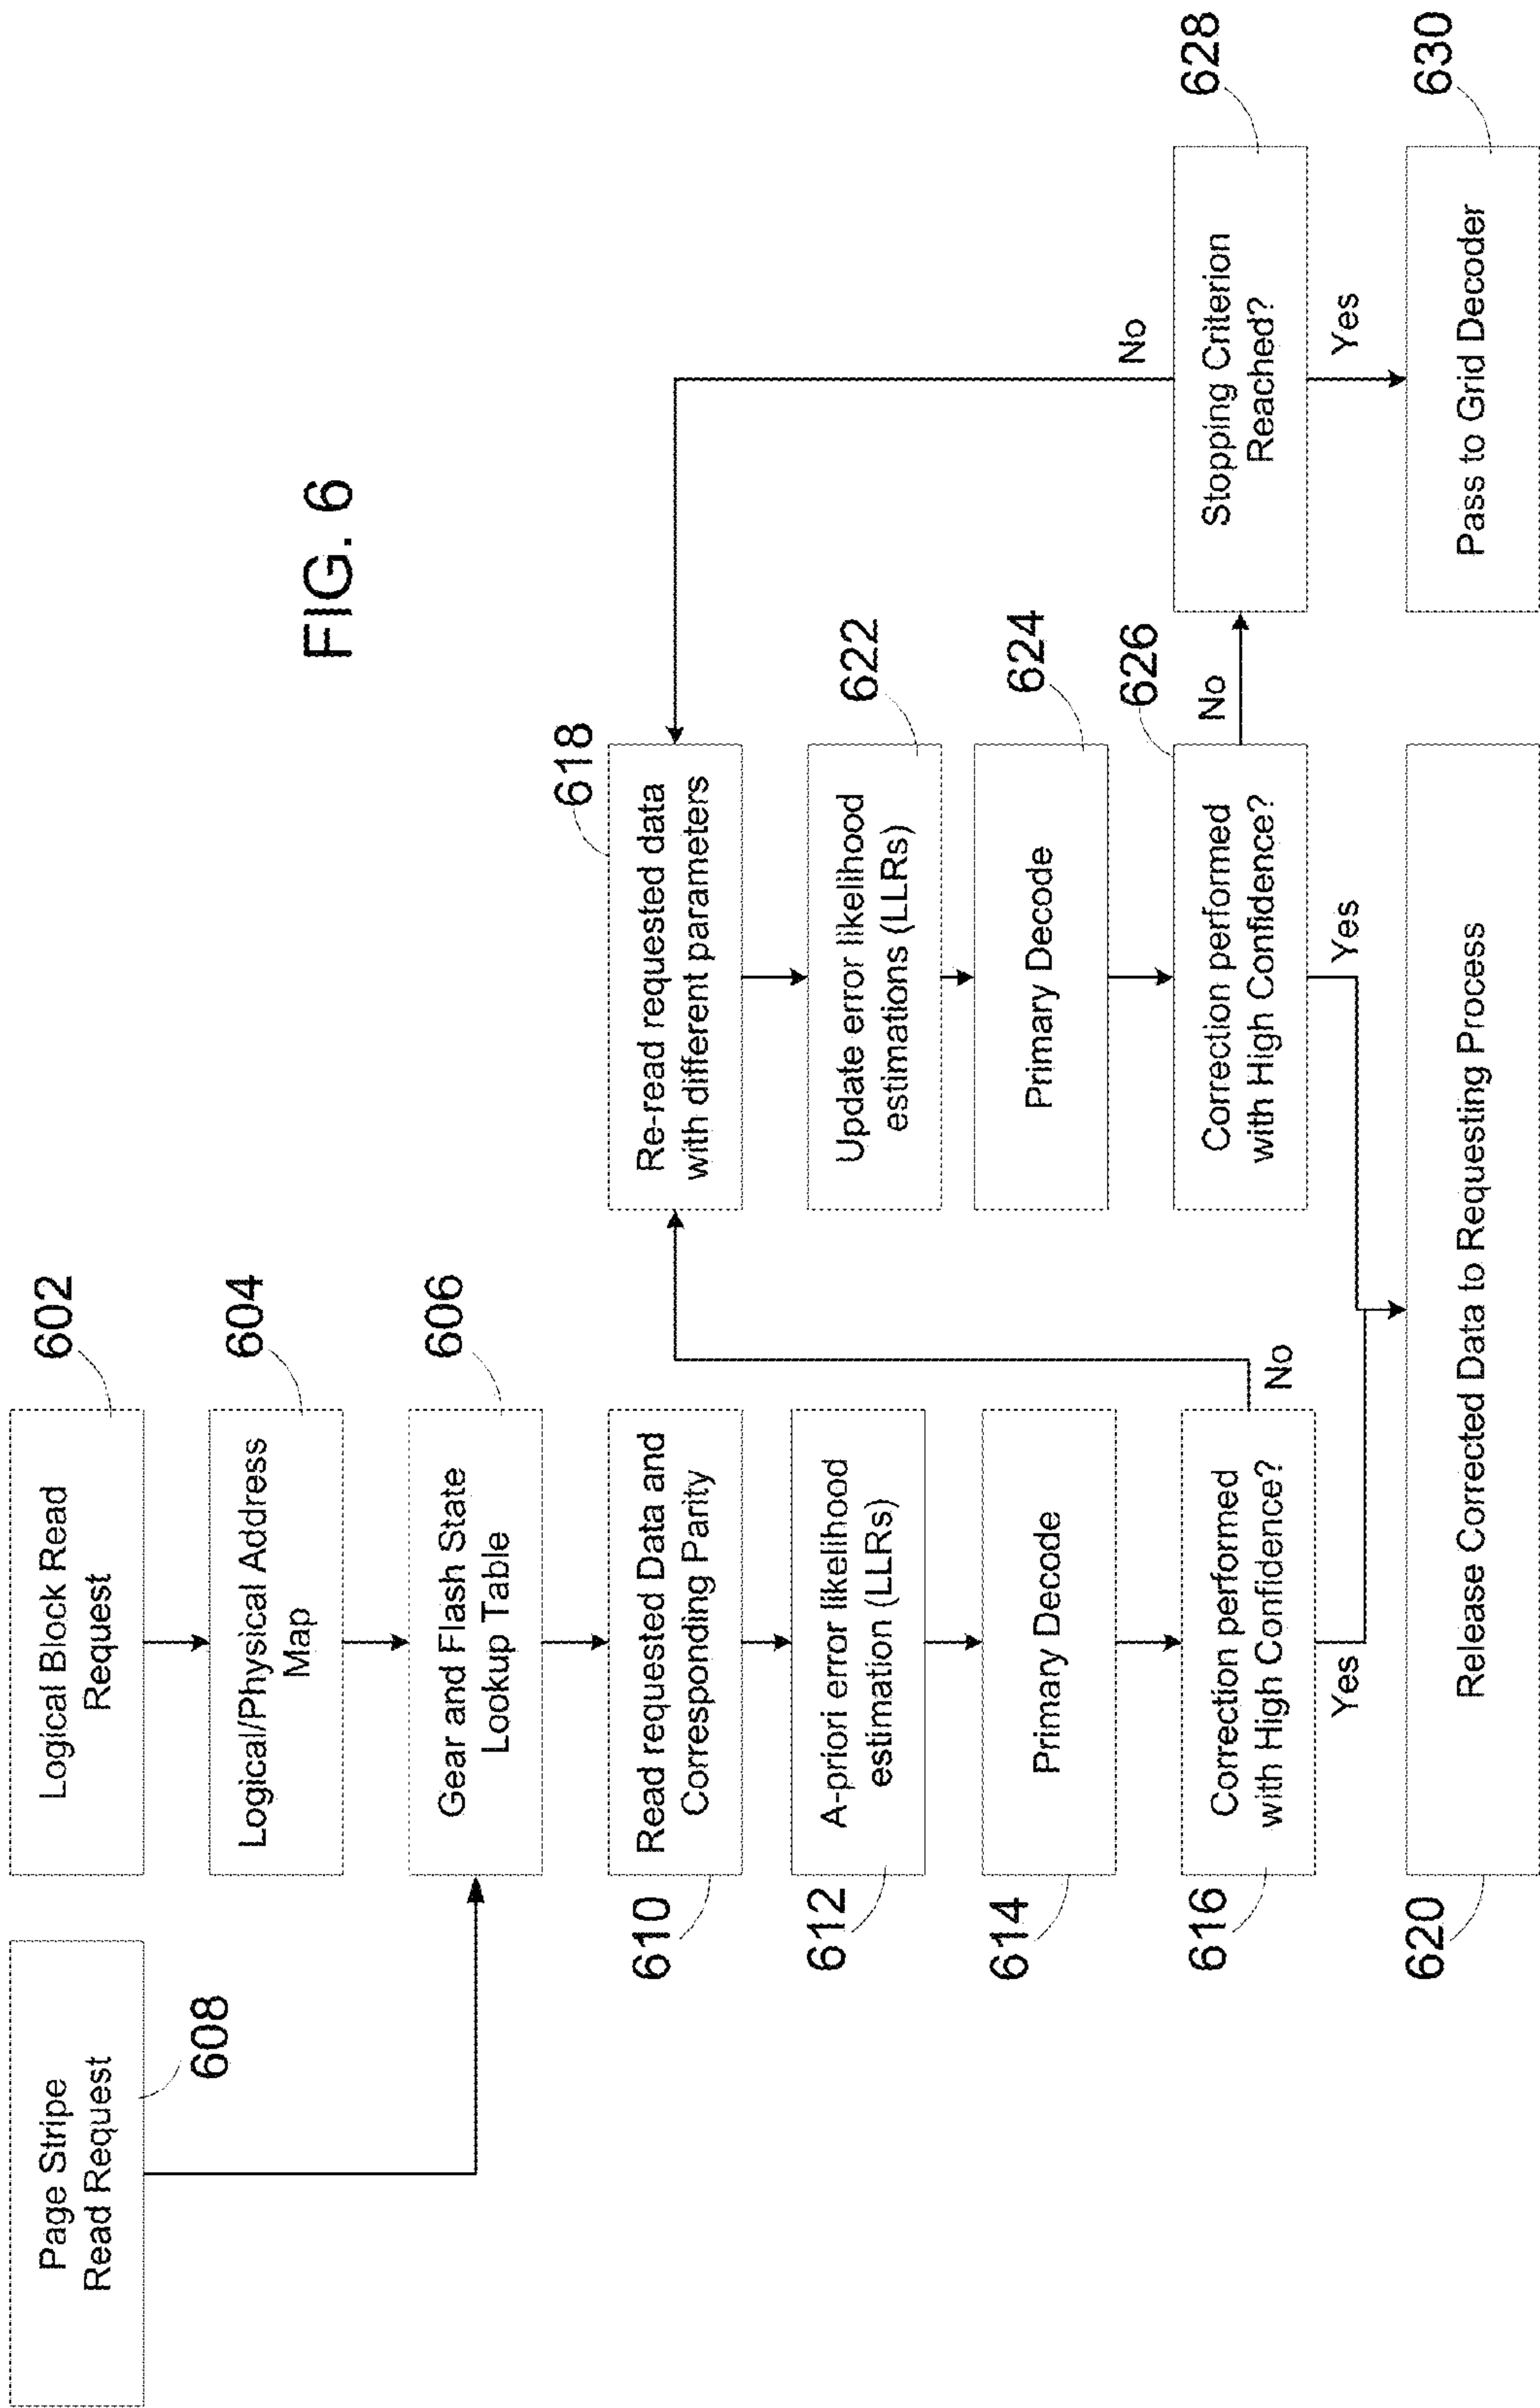 FIG. 6
Page Stripe
Read Request
608
Logical Block Read
Request
602
Logical/Physical Address
Map
604
Gear and Flash State
Lookup Table
606
Read requested Data and
Corresponding Parity
610
A-priori error likelihood
estimation (LLRs)
612
Primary Decode
614
Correction performed
with High Confidence?
616
No
Yes
Re-read requested data
with different parameters
618
Update error likelihood
estimations (LLRs)
622
Primary Decode
624
Correction performed
with High Confidence?
626
No
Yes
Stopping Criterion
Reached?
628
No
Yes
Release Corrected Data to Requesting Process
620
Pass to Grid Decoder
630